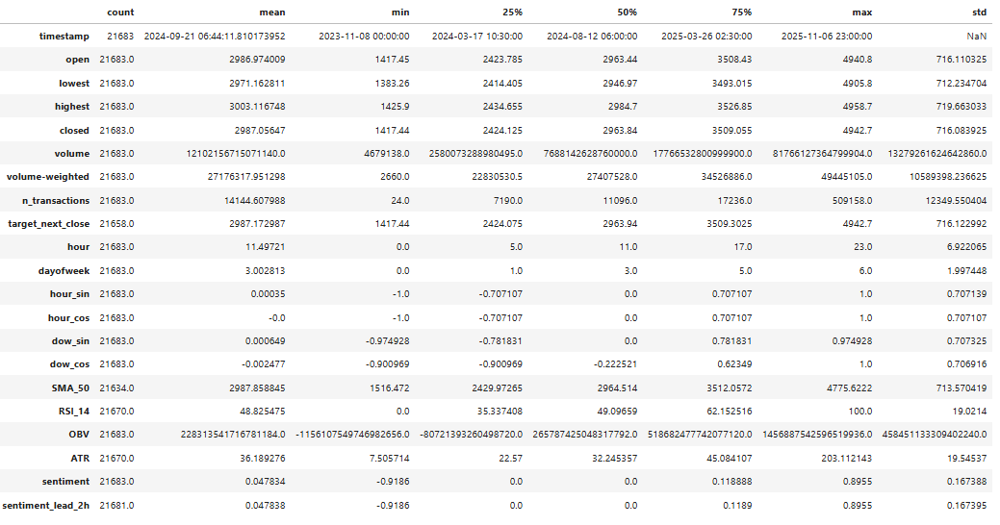 count mean min 25% 50% 75% max std
timestamp 21683 2024-09-21 06:44:11.810173952 2023-11-08 00:00:00 2024-03-17 10:30:00 2024-08-12 06:00:00 2025-03-26 02:30:00 2025-11-06 23:00:00 NaN
open 21683.0 2986.974009 1417.45 2423.785 2963.44 3508.43 4940.8 716.110325
lowest 21683.0 2971.162811 1383.26 2414.405 2946.97 3493.015 4905.8 712.234704
highest 21683.0 3003.116748 1425.9 2434.655 2984.7 3526.85 4958.7 719.663033
closed 21683.0 2987.05647 1417.44 2424.125 2963.84 3509.055 4942.7 716.083925
volume 21683.0 12102156715071140.0 4679138.0 2580073288980495.0 7688142628760000.0 17766532800999900.0 81766127364799904.0 13279261624642860.0
volume-weighted 21683.0 27176317.951298 2660.0 22830530.5 27407528.0 34526886.0 49445105.0 10589398.236625
n_transactions 21683.0 14144.607988 24.0 7190.0 11096.0 17236.0 509158.0 12349.550404
target_next_close 21658.0 2987.172987 1417.44 2424.075 2963.94 3509.3025 4942.7 716.122992
hour 21683.0 11.49721 0.0 5.0 11.0 17.0 23.0 6.922065
dayofweek 21683.0 3.002813 0.0 1.0 3.0 5.0 6.0 1.997448
hour_sin 21683.0 0.00035 -1.0 -0.707107 0.0 0.707107 1.0 0.707139
hour_cos 21683.0 -0.0 -1.0 -0.707107 0.0 0.707107 1.0 0.707107
dow_sin 21683.0 0.000649 -0.974928 -0.781831 0.0 0.781831 0.974928 0.707325
dow_cos 21683.0 -0.002477 -0.900969 -0.900969 -0.222521 0.62349 1.0 0.706916
SMA_50 21634.0 2987.858845 1516.472 2429.97265 2964.514 3512.0572 4775.6222 713.570419
RSI_14 21670.0 48.825475 0.0 35.337408 49.09659 62.152516 100.0 19.0214
OBV 21683.0 228313541716781184.0 -1156107549746982656.0 -80721393260498720.0 265787425048317792.0 518682477742077120.0 1456887542596519936.0 458451133309402240.0
ATR 21670.0 36.189276 7.505714 22.57 32.245357 45.084107 203.112143 19.54537
sentiment 21683.0 0.047834 -0.9186 0.0 0.0 0.118888 0.8955 0.167388
sentiment_lead_2h 21681.0 0.047838 -0.9186 0.0 0.0 0.1189 0.8955 0.167395